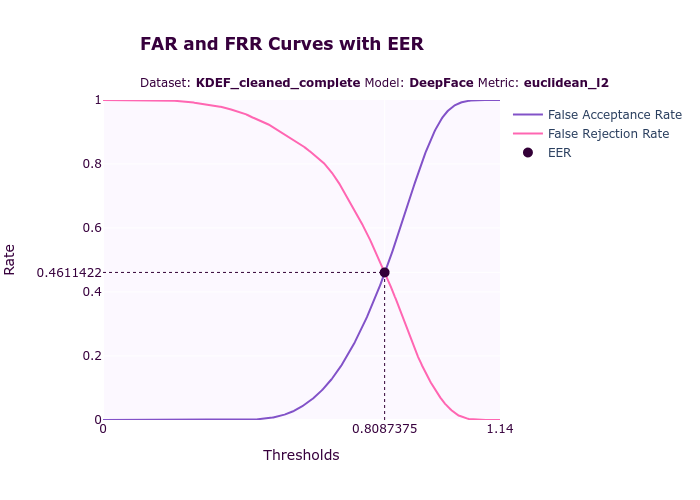 FAR and FRR Curves with EER
Dataset: KDEF_cleaned_complete Model: DeepFace Metric: euclidean_l2
False Acceptance Rate
False Rejection Rate
EER
Rate
1
0.8
0.6
0.4611422
0.4
0.2
0
0
0.8087375
1.14
Thresholds